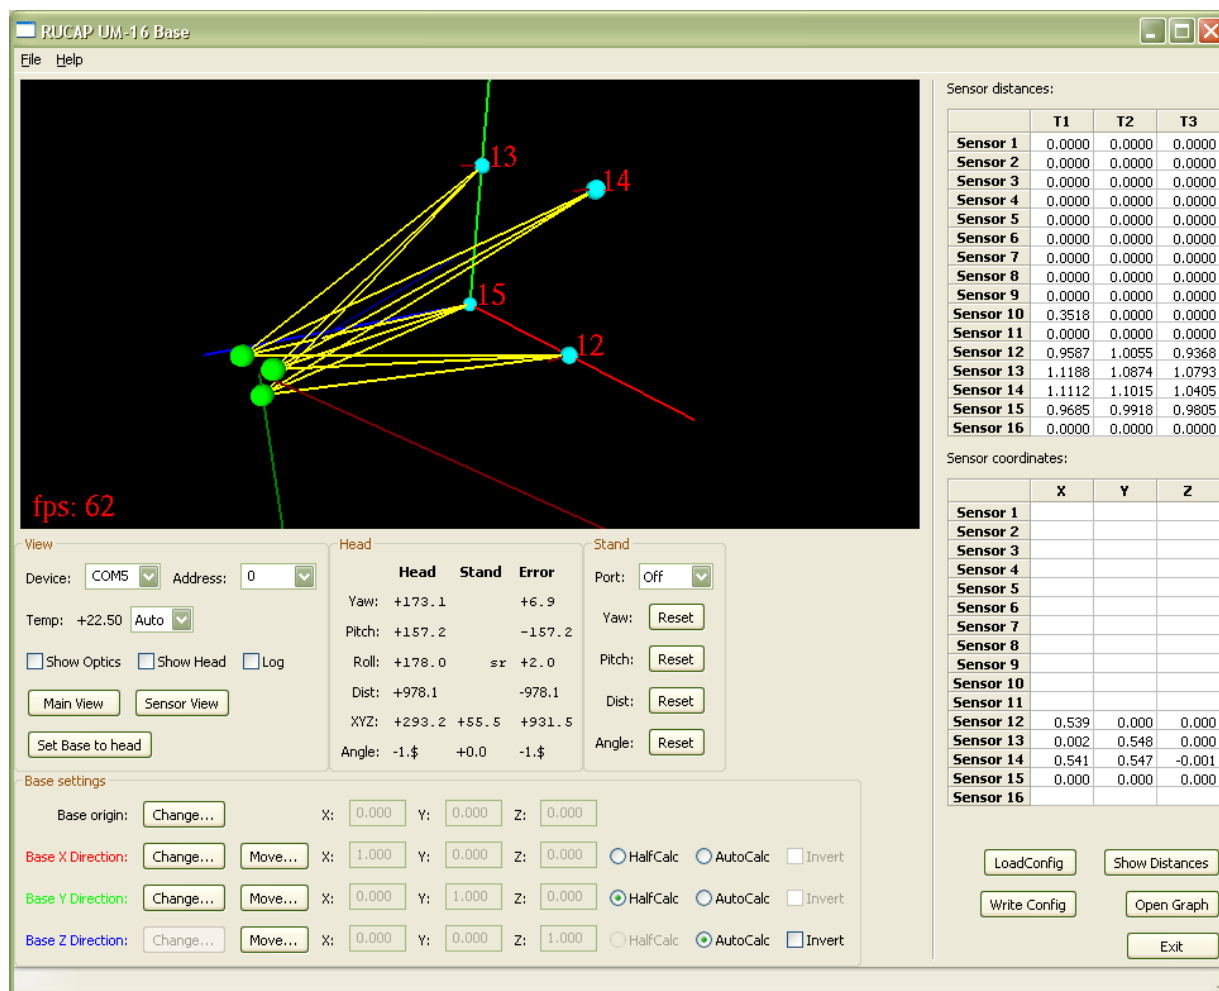 RUCAP UM-16 Base
File Help
13
14
15
12
fps: 62
View
Device: COM5 Address: 0
Temp: +22.50 Auto
Show Optics Show Head Log
Main View Sensor View
Set Base to head
Head
Head Stand Error
Yaw: +173.1 +6.9
Pitch: +157.2 -157.2
Roll: +178.0 sr +2.0
Dist: +978.1 -978.1
XYZ: +293.2 +55.5 +931.5
Angle: -1.$ +0.0 -1.$
Stand
Port: Off
Yaw: Reset
Pitch: Reset
Dist: Reset
Angle: Reset
Base settings
Base origin: Change... X: 0.000 Y: 0.000 Z: 0.000
Base X Direction: Change... Move... X: 1.000 Y: 0.000 Z: 0.000 HalfCalc AutoCalc Invert
Base Y Direction: Change... Move... X: 0.000 Y: 1.000 Z: 0.000 HalfCalc AutoCalc Invert
Base Z Direction: Change... Move... X: 0.000 Y: 0.000 Z: 1.000 HalfCalc AutoCalc Invert
Sensor distances:
T1 T2 T3
Sensor 1 0.0000 0.0000 0.0000
Sensor 2 0.0000 0.0000 0.0000
Sensor 3 0.0000 0.0000 0.0000
Sensor 4 0.0000 0.0000 0.0000
Sensor 5 0.0000 0.0000 0.0000
Sensor 6 0.0000 0.0000 0.0000
Sensor 7 0.0000 0.0000 0.0000
Sensor 8 0.0000 0.0000 0.0000
Sensor 9 0.0000 0.0000 0.0000
Sensor 10 0.3518 0.0000 0.0000
Sensor 11 0.0000 0.0000 0.0000
Sensor 12 0.9587 1.0055 0.9368
Sensor 13 1.1188 1.0874 1.0793
Sensor 14 1.1112 1.1015 1.0405
Sensor 15 0.9685 0.9918 0.9805
Sensor 16 0.0000 0.0000 0.0000
Sensor coordinates:
X Y Z
Sensor 1
Sensor 2
Sensor 3
Sensor 4
Sensor 5
Sensor 6
Sensor 7
Sensor 8
Sensor 9
Sensor 10
Sensor 11
Sensor 12 0.539 0.000 0.000
Sensor 13 0.002 0.548 0.000
Sensor 14 0.541 0.547 -0.001
Sensor 15 0.000 0.000 0.000
Sensor 16
LoadConfig Show Distances
Write Config Open Graph
Exit